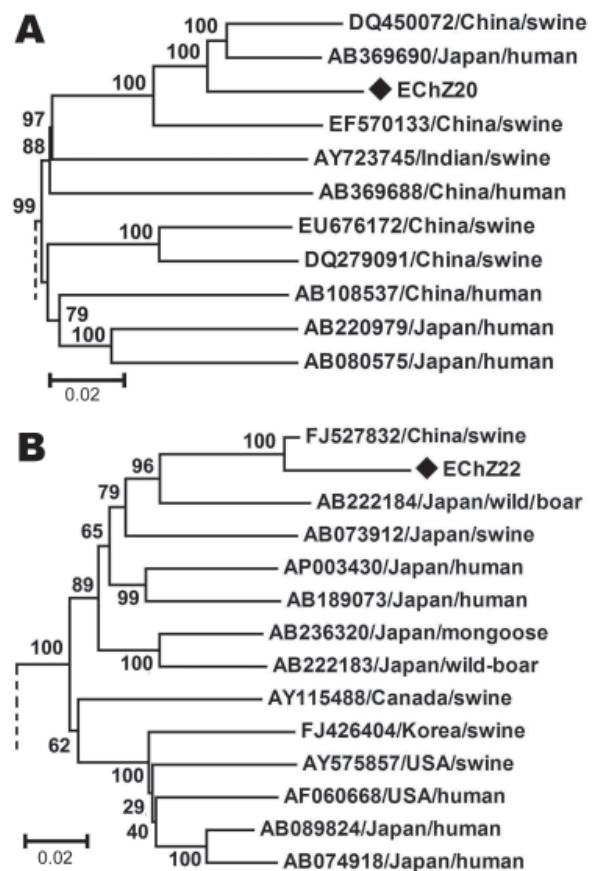 A
100
DQ450072/China/swine
100
AB369690/Japan/human
100
EChZ20
97
EF570133/China/swine
88
AY723745/Indian/swine
AB369688/China/human
99
100
EU676172/China/swine
DQ279091/China/swine
AB108537/China/human
79
100
AB220979/Japan/human
AB080575/Japan/human
0.02
B
100
FJ527832/China/swine
96
EChZ22
79
AB222184/Japan/wild/boar
65
AB073912/Japan/swine
AP003430/Japan/human
89
99
AB189073/Japan/human
AB236320/Japan/mongoose
100
100
AB222183/Japan/wild-boar
AY115488/Canada/swine
62
FJ426404/Korea/swine
100
AY575857/USA/swine
29
AF060668/USA/human
40
AB089824/Japan/human
100
AB074918/Japan/human
0.02